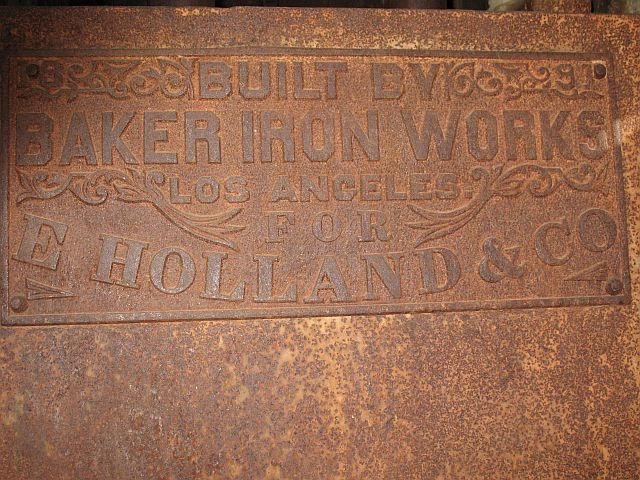 BUILT BY
BAKER IRON WORKS
LOS ANGELES
FOR
E HOLLAND & CO